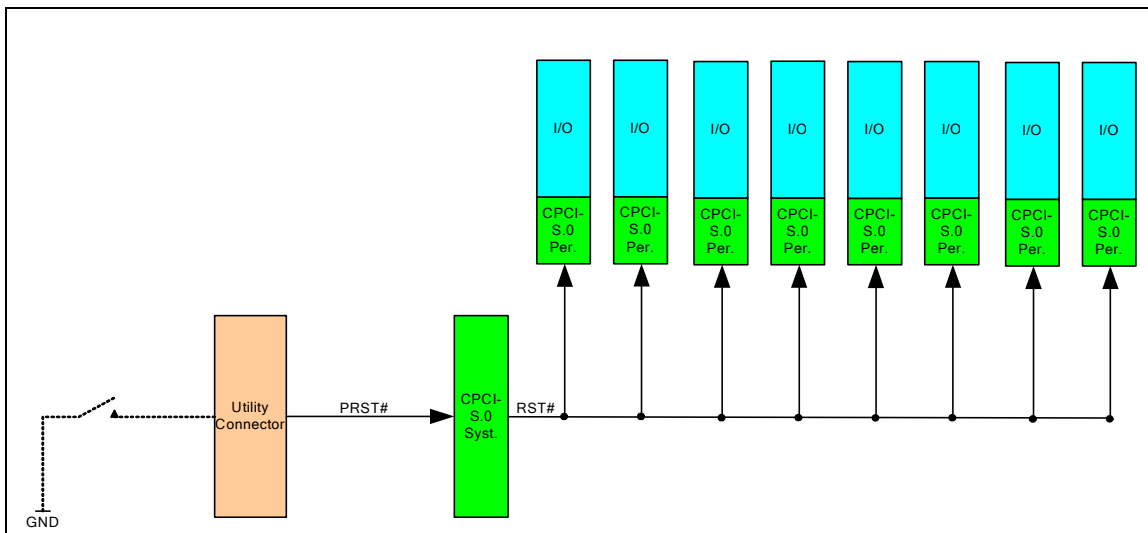 I/O
I/O
I/O
I/O
I/O
I/O
I/O
I/O
CPCI-
S.0
Per.
CPCI-
S.0
Per.
CPCI-
S.0
Per.
CPCI-
S.0
Per.
CPCI-
S.0
Per.
CPCI-
S.0
Per.
CPCI-
S.0
Per.
CPCI-
S.0
Per.
Utility
Connector
PRST#
CPCI-
S.0
Syst.
RST#
GND